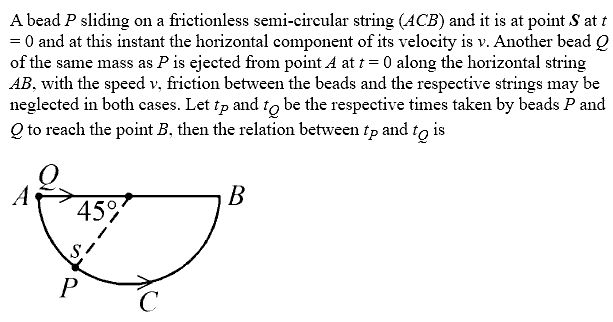 A bead P sliding on a frictionless semi-circular string (ACB) and it is at point S at t
= 0 and at this instant the horizontal component of its velocity is v. Another bead Q
of the same mass as P is ejected from point A at t = 0 along the horizontal string
AB, with the speed v, friction between the beads and the respective strings may be
neglected in both cases. Let tP and tQ be the respective times taken by beads P and
Q to reach the point B, then the relation between tP and tQ is
Q
A B
45°
S
P
C